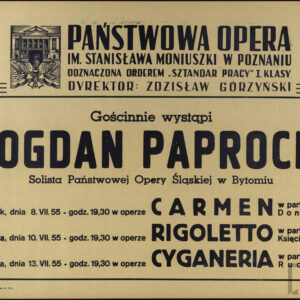 PAŃSTWOWA OPERA
IM. STANISŁAWA MONIUSZKI W POZNANIU
ODZNACZONA ORDEREM „SZTANDAR PRACY” I. KLASY
DYREKTOR: ZDZISŁAW GÓRZYŃSKI
Gościnnie wystąpi
OGDAN PAPROC
Solista Państwowej Opery Śląskiej w Bytomiu
k, dnia 8. VII. 55 - godz. 19,30 w operze CARMEN w par
Don
a, dnia 10. VII. 55 - godz. 19,30 w operze RIGOLETTO w par
Księc
a, dnia 13. VII. 55 - godz. 19,30 w operze CYGANERIA w par